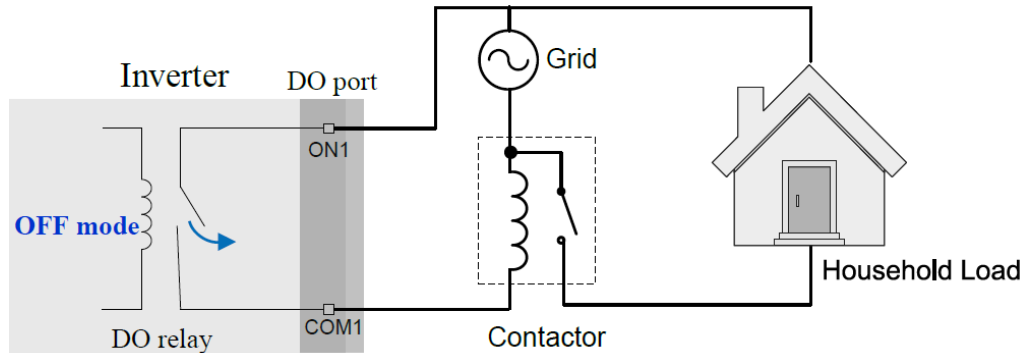 Inverter
DO port
Grid
ON1
OFF mode
Household Load
COM1
DO relay
Contactor